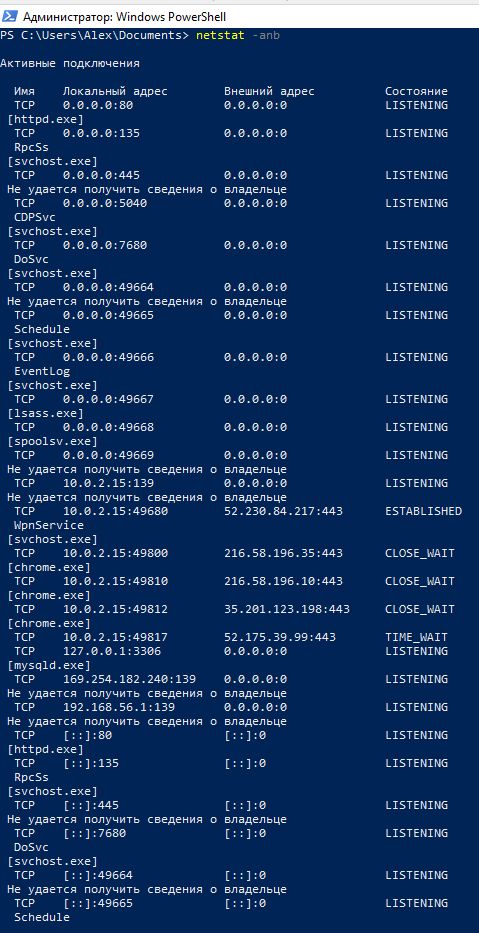 Администратор: Windows PowerShell
PS C:\Users\Alex\Documents> netstat -anb
Активные подключения
Имя Локальный адрес Внешний адрес Состояние
TCP 0.0.0.0:80 0.0.0.0:0 LISTENING
[httpd.exe]
TCP 0.0.0.0:135 0.0.0.0:0 LISTENING
RpcSs
[svchost.exe]
TCP 0.0.0.0:445 0.0.0.0:0 LISTENING
Не удается получить сведения о владельце
TCP 0.0.0.0:5040 0.0.0.0:0 LISTENING
CDPSvc
[svchost.exe]
TCP 0.0.0.0:7680 0.0.0.0:0 LISTENING
DoSvc
[svchost.exe]
TCP 0.0.0.0:49664 0.0.0.0:0 LISTENING
Не удается получить сведения о владельце
TCP 0.0.0.0:49665 0.0.0.0:0 LISTENING
Schedule
[svchost.exe]
TCP 0.0.0.0:49666 0.0.0.0:0 LISTENING
EventLog
[svchost.exe]
TCP 0.0.0.0:49667 0.0.0.0:0 LISTENING
[lsass.exe]
TCP 0.0.0.0:49668 0.0.0.0:0 LISTENING
[spoolsv.exe]
TCP 0.0.0.0:49669 0.0.0.0:0 LISTENING
Не удается получить сведения о владельце
TCP 10.0.2.15:139 0.0.0.0:0 LISTENING
Не удается получить сведения о владельце
TCP 10.0.2.15:49680 52.230.84.217:443 ESTABLISHED
WpnService
[svchost.exe]
TCP 10.0.2.15:49800 216.58.196.35:443 CLOSE_WAIT
[chrome.exe]
TCP 10.0.2.15:49810 216.58.196.10:443 CLOSE_WAIT
[chrome.exe]
TCP 10.0.2.15:49812 35.201.123.198:443 CLOSE_WAIT
[chrome.exe]
TCP 10.0.2.15:49817 52.175.39.99:443 TIME_WAIT
TCP 127.0.0.1:3306 0.0.0.0:0 LISTENING
[mysqld.exe]
TCP 169.254.182.240:139 0.0.0.0:0 LISTENING
Не удается получить сведения о владельце
TCP 192.168.56.1:139 0.0.0.0:0 LISTENING
Не удается получить сведения о владельце
TCP [::]:80 [::]:0 LISTENING
[httpd.exe]
TCP [::]:135 [::]:0 LISTENING
RpcSs
[svchost.exe]
TCP [::]:445 [::]:0 LISTENING
Не удается получить сведения о владельце
TCP [::]:7680 [::]:0 LISTENING
DoSvc
[svchost.exe]
TCP [::]:49664 [::]:0 LISTENING
Не удается получить сведения о владельце
TCP [::]:49665 [::]:0 LISTENING
Schedule